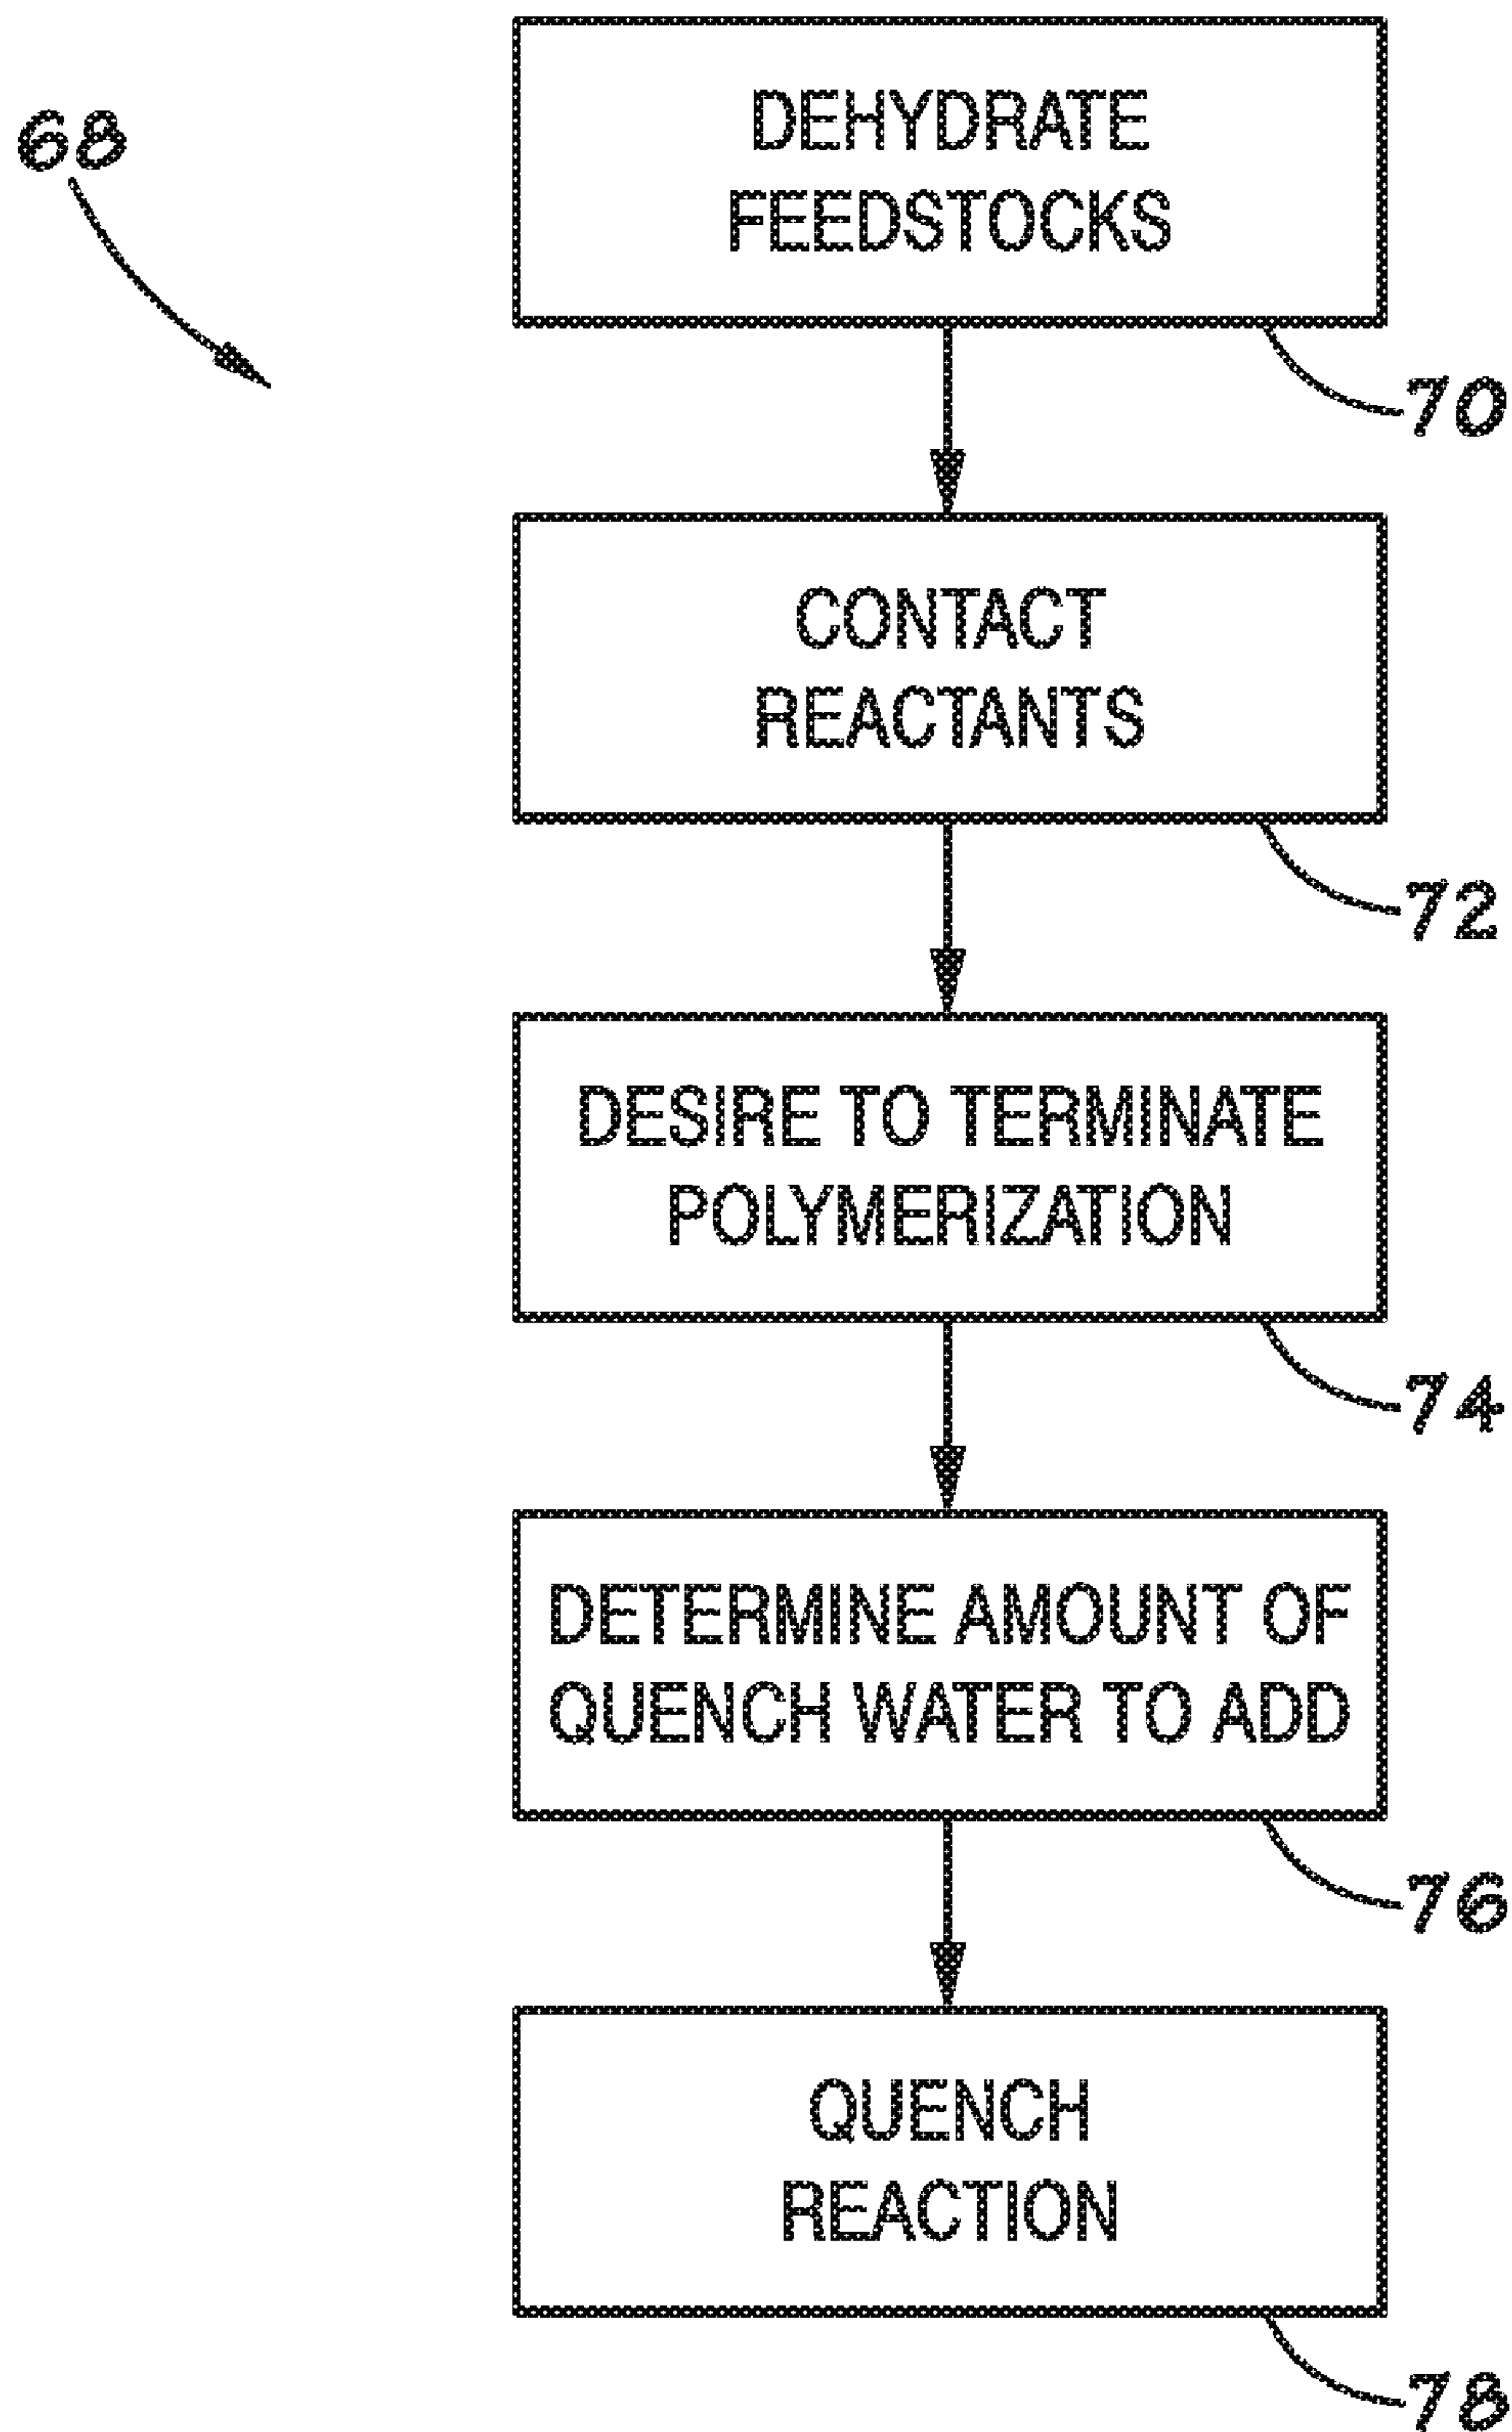 68
DEHYDRATE
FEEDSTOCKS
70
CONTACT
REACTANTS
72
DESIRE TO TERMINATE
POLYMERIZATION
74
DETERMINE AMOUNT OF
QUENCH WATER TO ADD
76
QUENCH
REACTION
78